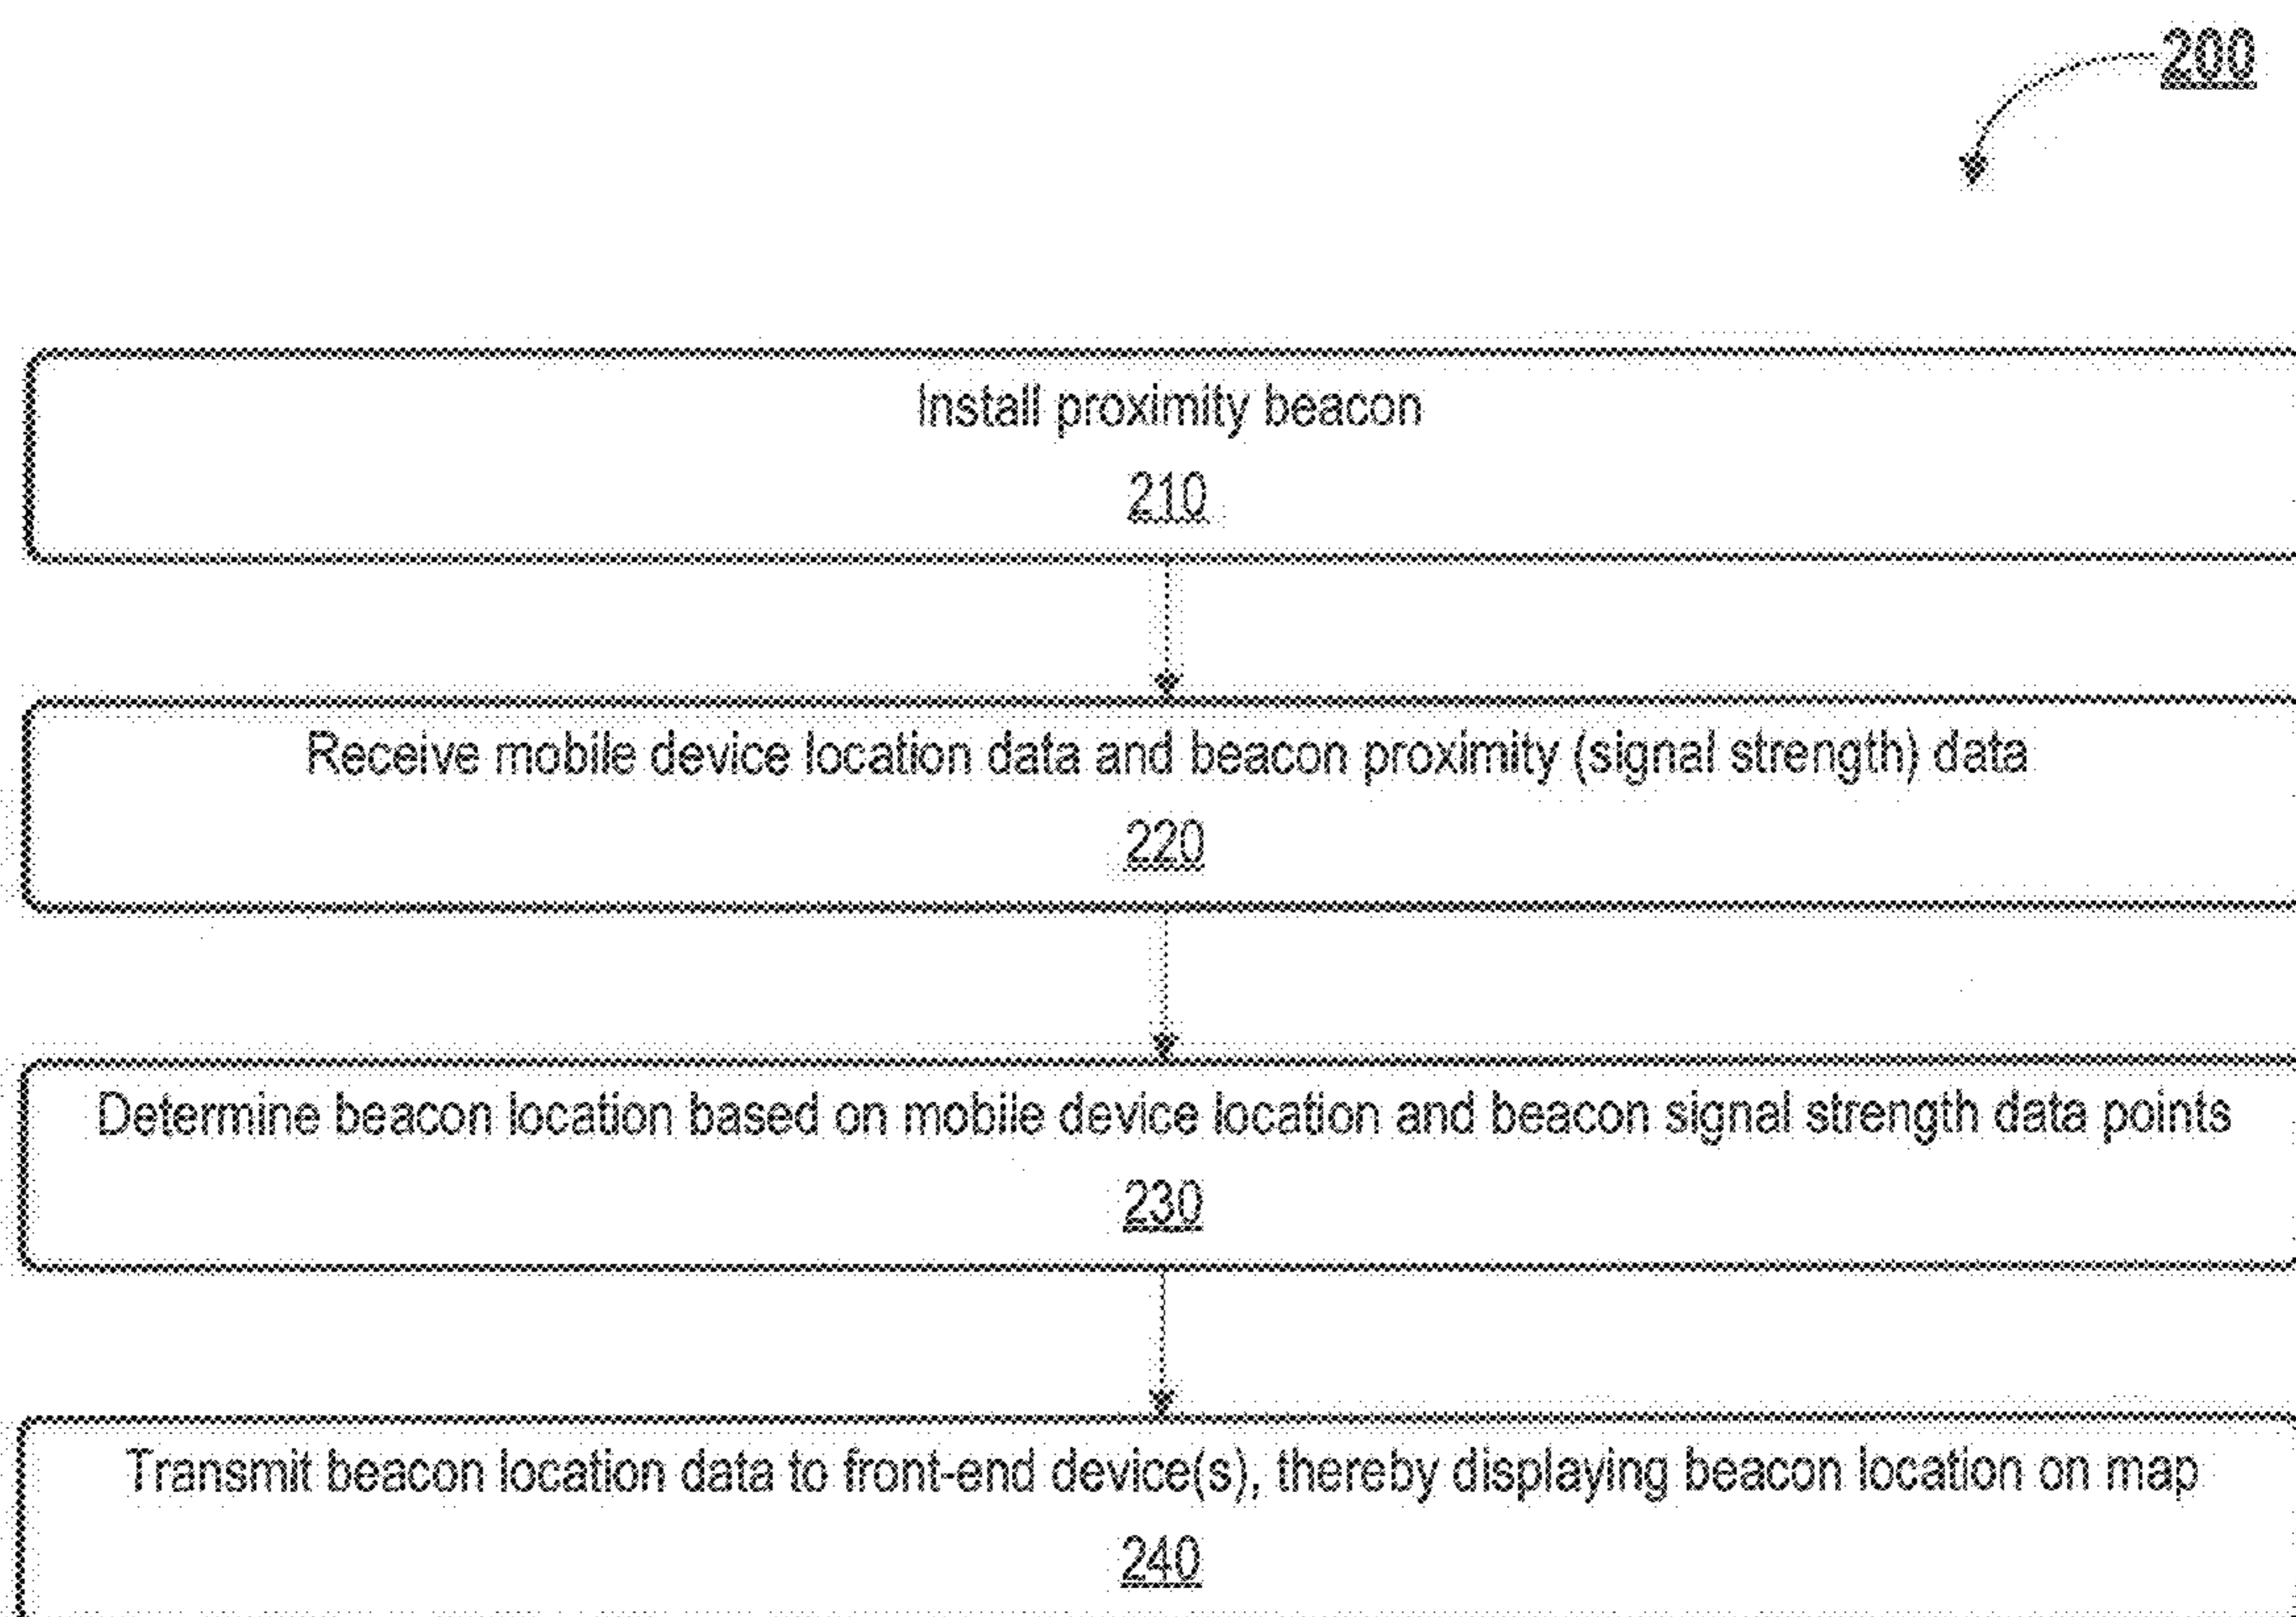 200
Install proximity beacon
210
Receive mobile device location data and beacon proximity (signal strength) data
220
Determine beacon location based on mobile device location and beacon signal strength data points
230
Transmit beacon location data to front-end device(s), thereby displaying beacon location on map
240